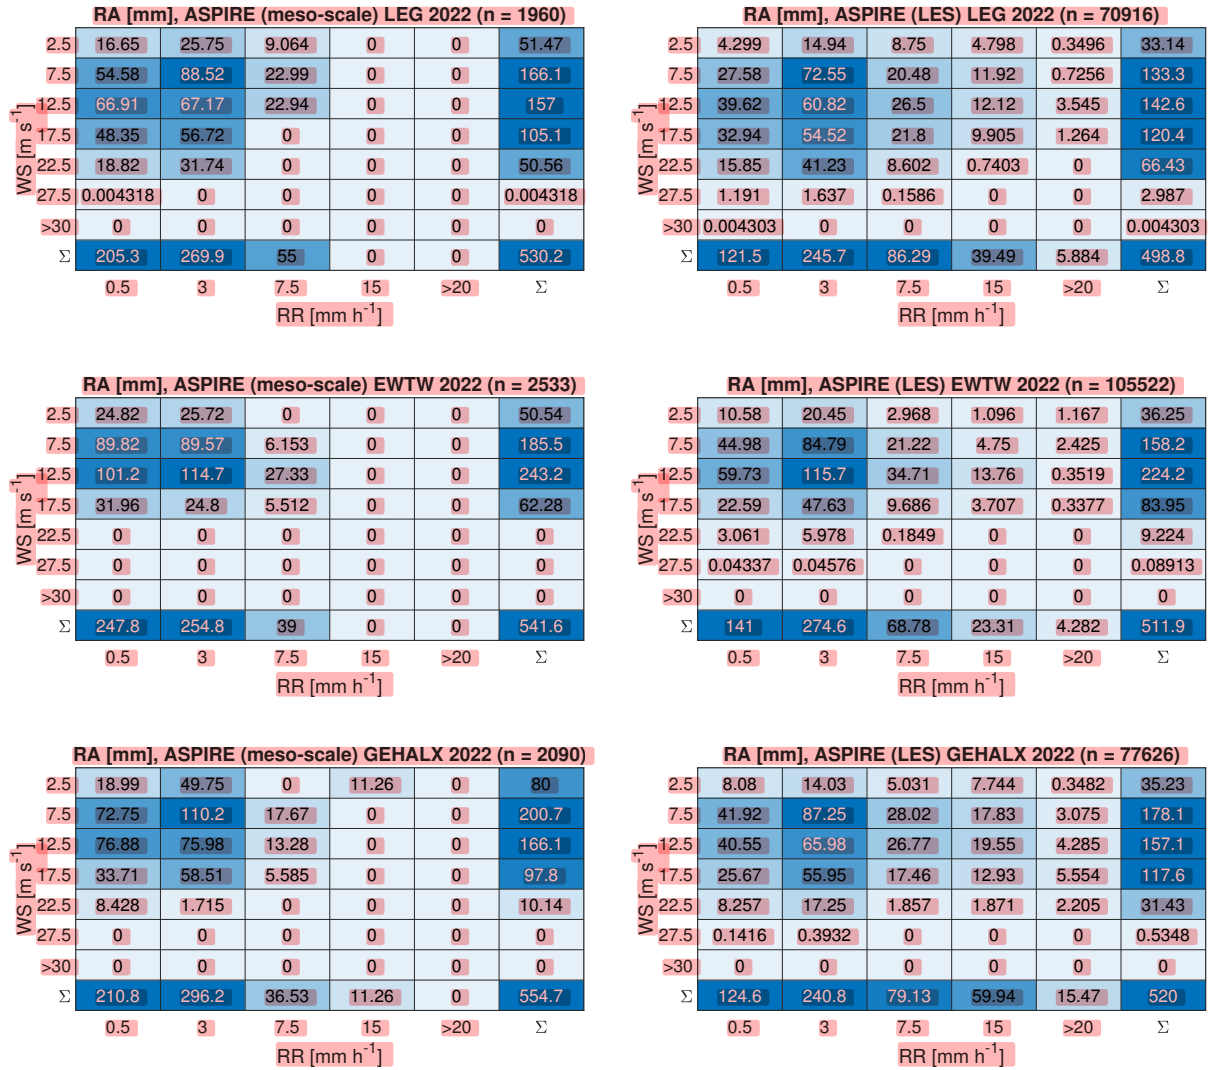 RA [mm], ASPIRE (meso-scale) LEG 2022 (n = 1960)
WS [m s-1]
2.5 16.65 25.75 9.064 0 0 51.47
7.5 54.58 88.52 22.99 0 0 166.1
12.5 66.91 67.17 22.94 0 0 157
17.5 48.35 56.72 0 0 0 105.1
22.5 18.82 31.74 0 0 0 50.56
27.5 0.004318 0 0 0 0 0.004318
>30 0 0 0 0 0 0
Σ 205.3 269.9 55 0 0 530.2
0.5 3 7.5 15 >20 Σ
RR [mm h-1]
RA [mm], ASPIRE (LES) LEG 2022 (n = 70916)
WS [m s-1]
2.5 4.299 14.94 8.75 4.798 0.3496 33.14
7.5 27.58 72.55 20.48 11.92 0.7256 133.3
12.5 39.62 60.82 26.5 12.12 3.545 142.6
17.5 32.94 54.52 21.8 9.905 1.264 120.4
22.5 15.85 41.23 8.602 0.7403 0 66.43
27.5 1.191 1.637 0.1586 0 0 2.987
>30 0.004303 0 0 0 0 0.004303
Σ 121.5 245.7 86.29 39.49 5.884 498.8
0.5 3 7.5 15 >20 Σ
RR [mm h-1]
RA [mm], ASPIRE (meso-scale) EWTW 2022 (n = 2533)
WS [m s-1]
2.5 24.82 25.72 0 0 0 50.54
7.5 89.82 89.57 6.153 0 0 185.5
12.5 101.2 114.7 27.33 0 0 243.2
17.5 31.96 24.8 5.512 0 0 62.28
22.5 0 0 0 0 0 0
27.5 0 0 0 0 0 0
>30 0 0 0 0 0 0
Σ 247.8 254.8 39 0 0 541.6
0.5 3 7.5 15 >20 Σ
RR [mm h-1]
RA [mm], ASPIRE (LES) EWTW 2022 (n = 105522)
WS [m s-1]
2.5 10.58 20.45 2.968 1.096 1.167 36.25
7.5 44.98 84.79 21.22 4.75 2.425 158.2
12.5 59.73 115.7 34.71 13.76 0.3519 224.2
17.5 22.59 47.63 9.686 3.707 0.3377 83.95
22.5 3.061 5.978 0.1849 0 0 9.224
27.5 0.04337 0.04576 0 0 0 0.08913
>30 0 0 0 0 0 0
Σ 141 274.6 68.78 23.31 4.282 511.9
0.5 3 7.5 15 >20 Σ
RR [mm h-1]
RA [mm], ASPIRE (meso-scale) GEHALX 2022 (n = 2090)
WS [m s-1]
2.5 18.99 49.75 0 11.26 0 80
7.5 72.75 110.2 17.67 0 0 200.7
12.5 76.88 75.98 13.28 0 0 166.1
17.5 33.71 58.51 5.585 0 0 97.8
22.5 8.428 1.715 0 0 0 10.14
27.5 0 0 0 0 0 0
>30 0 0 0 0 0 0
Σ 210.8 296.2 36.53 11.26 0 554.7
0.5 3 7.5 15 >20 Σ
RR [mm h-1]
RA [mm], ASPIRE (LES) GEHALX 2022 (n = 77626)
WS [m s-1]
2.5 8.08 14.03 5.031 7.744 0.3482 35.23
7.5 41.92 87.25 28.02 17.83 3.075 178.1
12.5 40.55 65.98 26.77 19.55 4.285 157.1
17.5 25.67 55.95 17.46 12.93 5.554 117.6
22.5 8.257 17.25 1.857 1.871 2.205 31.43
27.5 0.1416 0.3932 0 0 0 0.5348
>30 0 0 0 0 0 0
Σ 124.6 240.8 79.13 59.94 15.47 520
0.5 3 7.5 15 >20 Σ
RR [mm h-1]